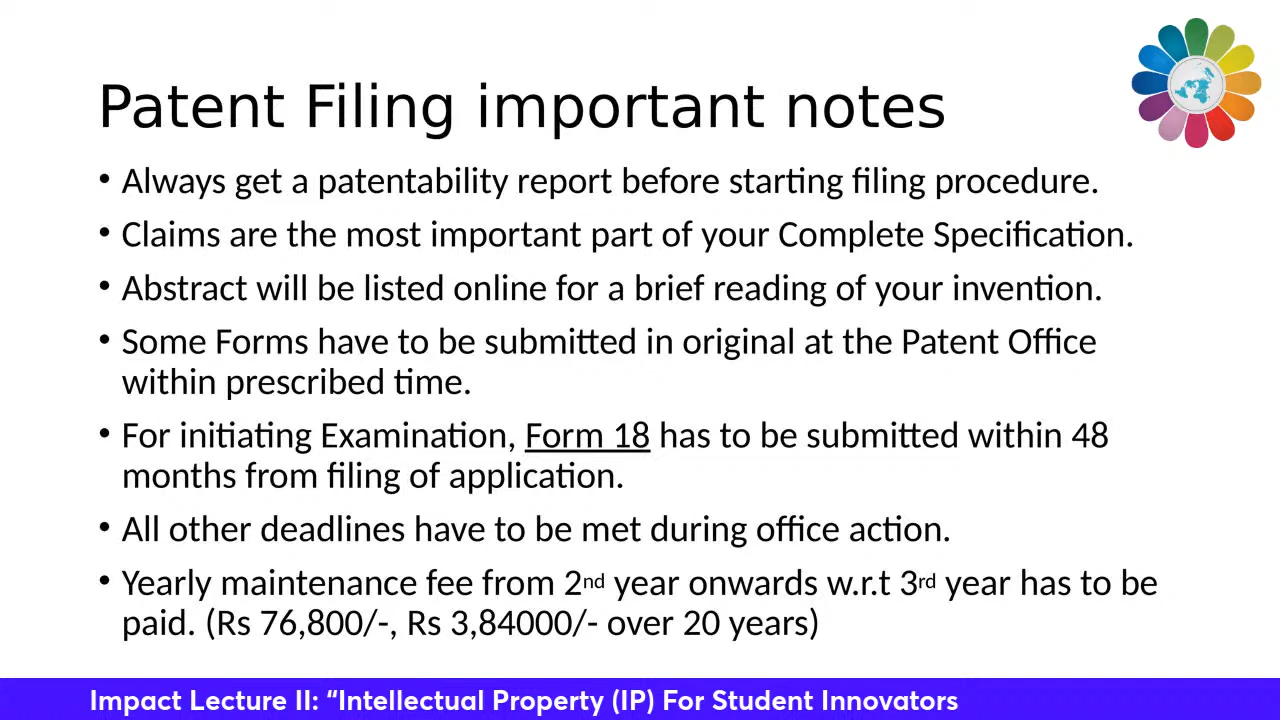 Patent Filing important notes
• Always get a patentability report before starting filing procedure.
• Claims are the most important part of your Complete Specification.
• Abstract will be listed online for a brief reading of your invention.
• Some Forms have to be submitted in original at the Patent Office
within prescribed time.
• For initiating Examination, Form 18 has to be submitted within 48
months from filing of application.
• All other deadlines have to be met during office action.
• Yearly maintenance fee from 2nd year onwards w.r.t 3rd year has to be
paid. (Rs 76,800/-, Rs 3,84000/- over 20 years)
Impact Lecture II: “Intellectual Property (IP) For Student Innovators